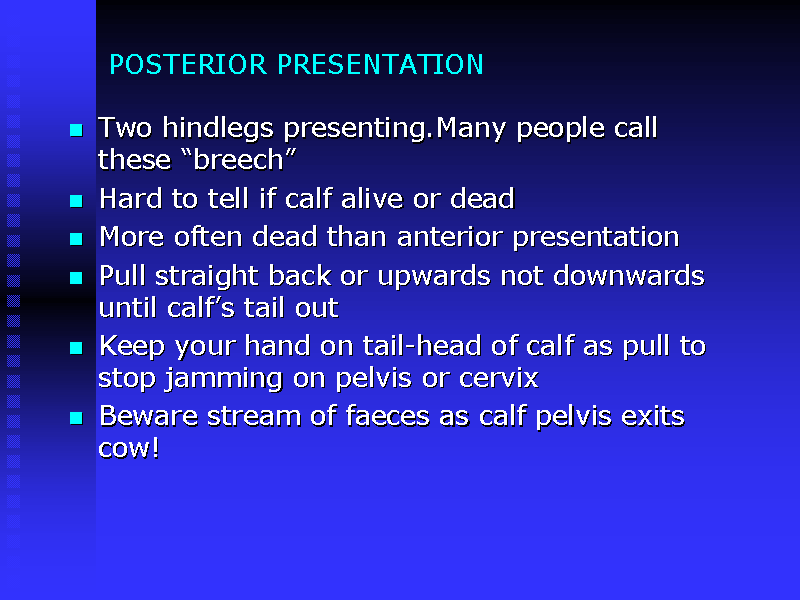 POSTERIOR PRESENTATION
Two hindlegs presenting.Many people call
these “breech”
Hard to tell if calf alive or dead
More often dead than anterior presentation
Pull straight back or upwards not downwards
until calf’s tail out
Keep your hand on tail-head of calf as pull to
stop jamming on pelvis or cervix
Beware stream of faeces as calf pelvis exits
cow!